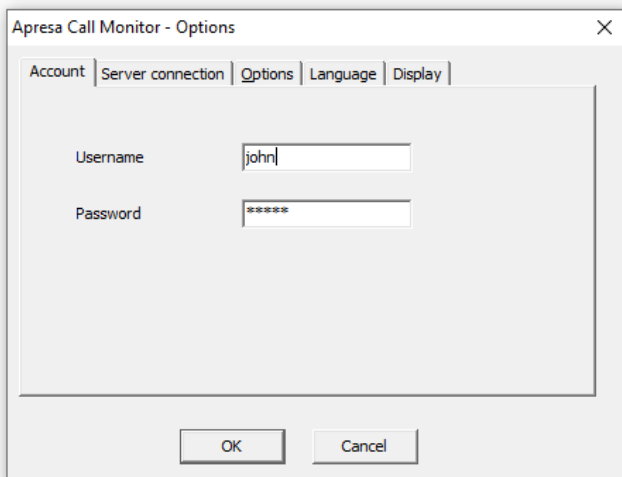 Apresa Call Monitor - Options
Account Server connection Options Language Display
Username john
Password *****
OK Cancel